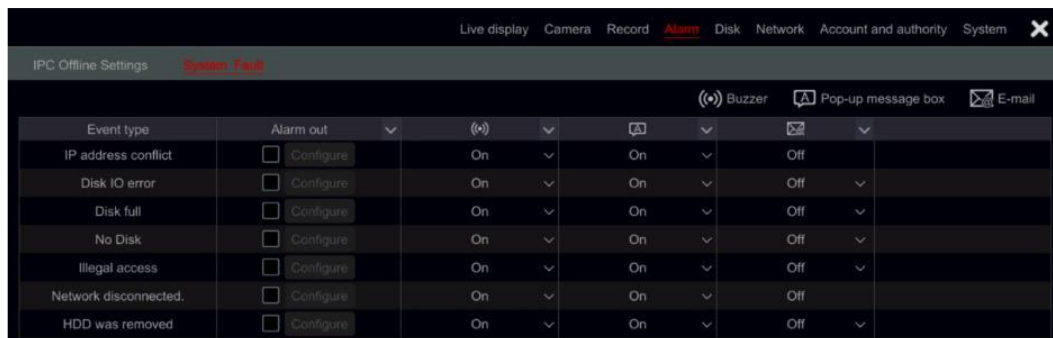 Live display Camera Record Alarm Disk Network Account and authority System
IPC Offline Settings System Fault
Buzzer Pop-up message box E-mail
Event type Alarm out
IP address conflict Configure On On Off
Disk IO error Configure On On Off
Disk full Configure On On Off
No Disk Configure On On Off
Illegal access Configure On On Off
Network disconnected. Configure On On Off
HDD was removed Configure On On Off